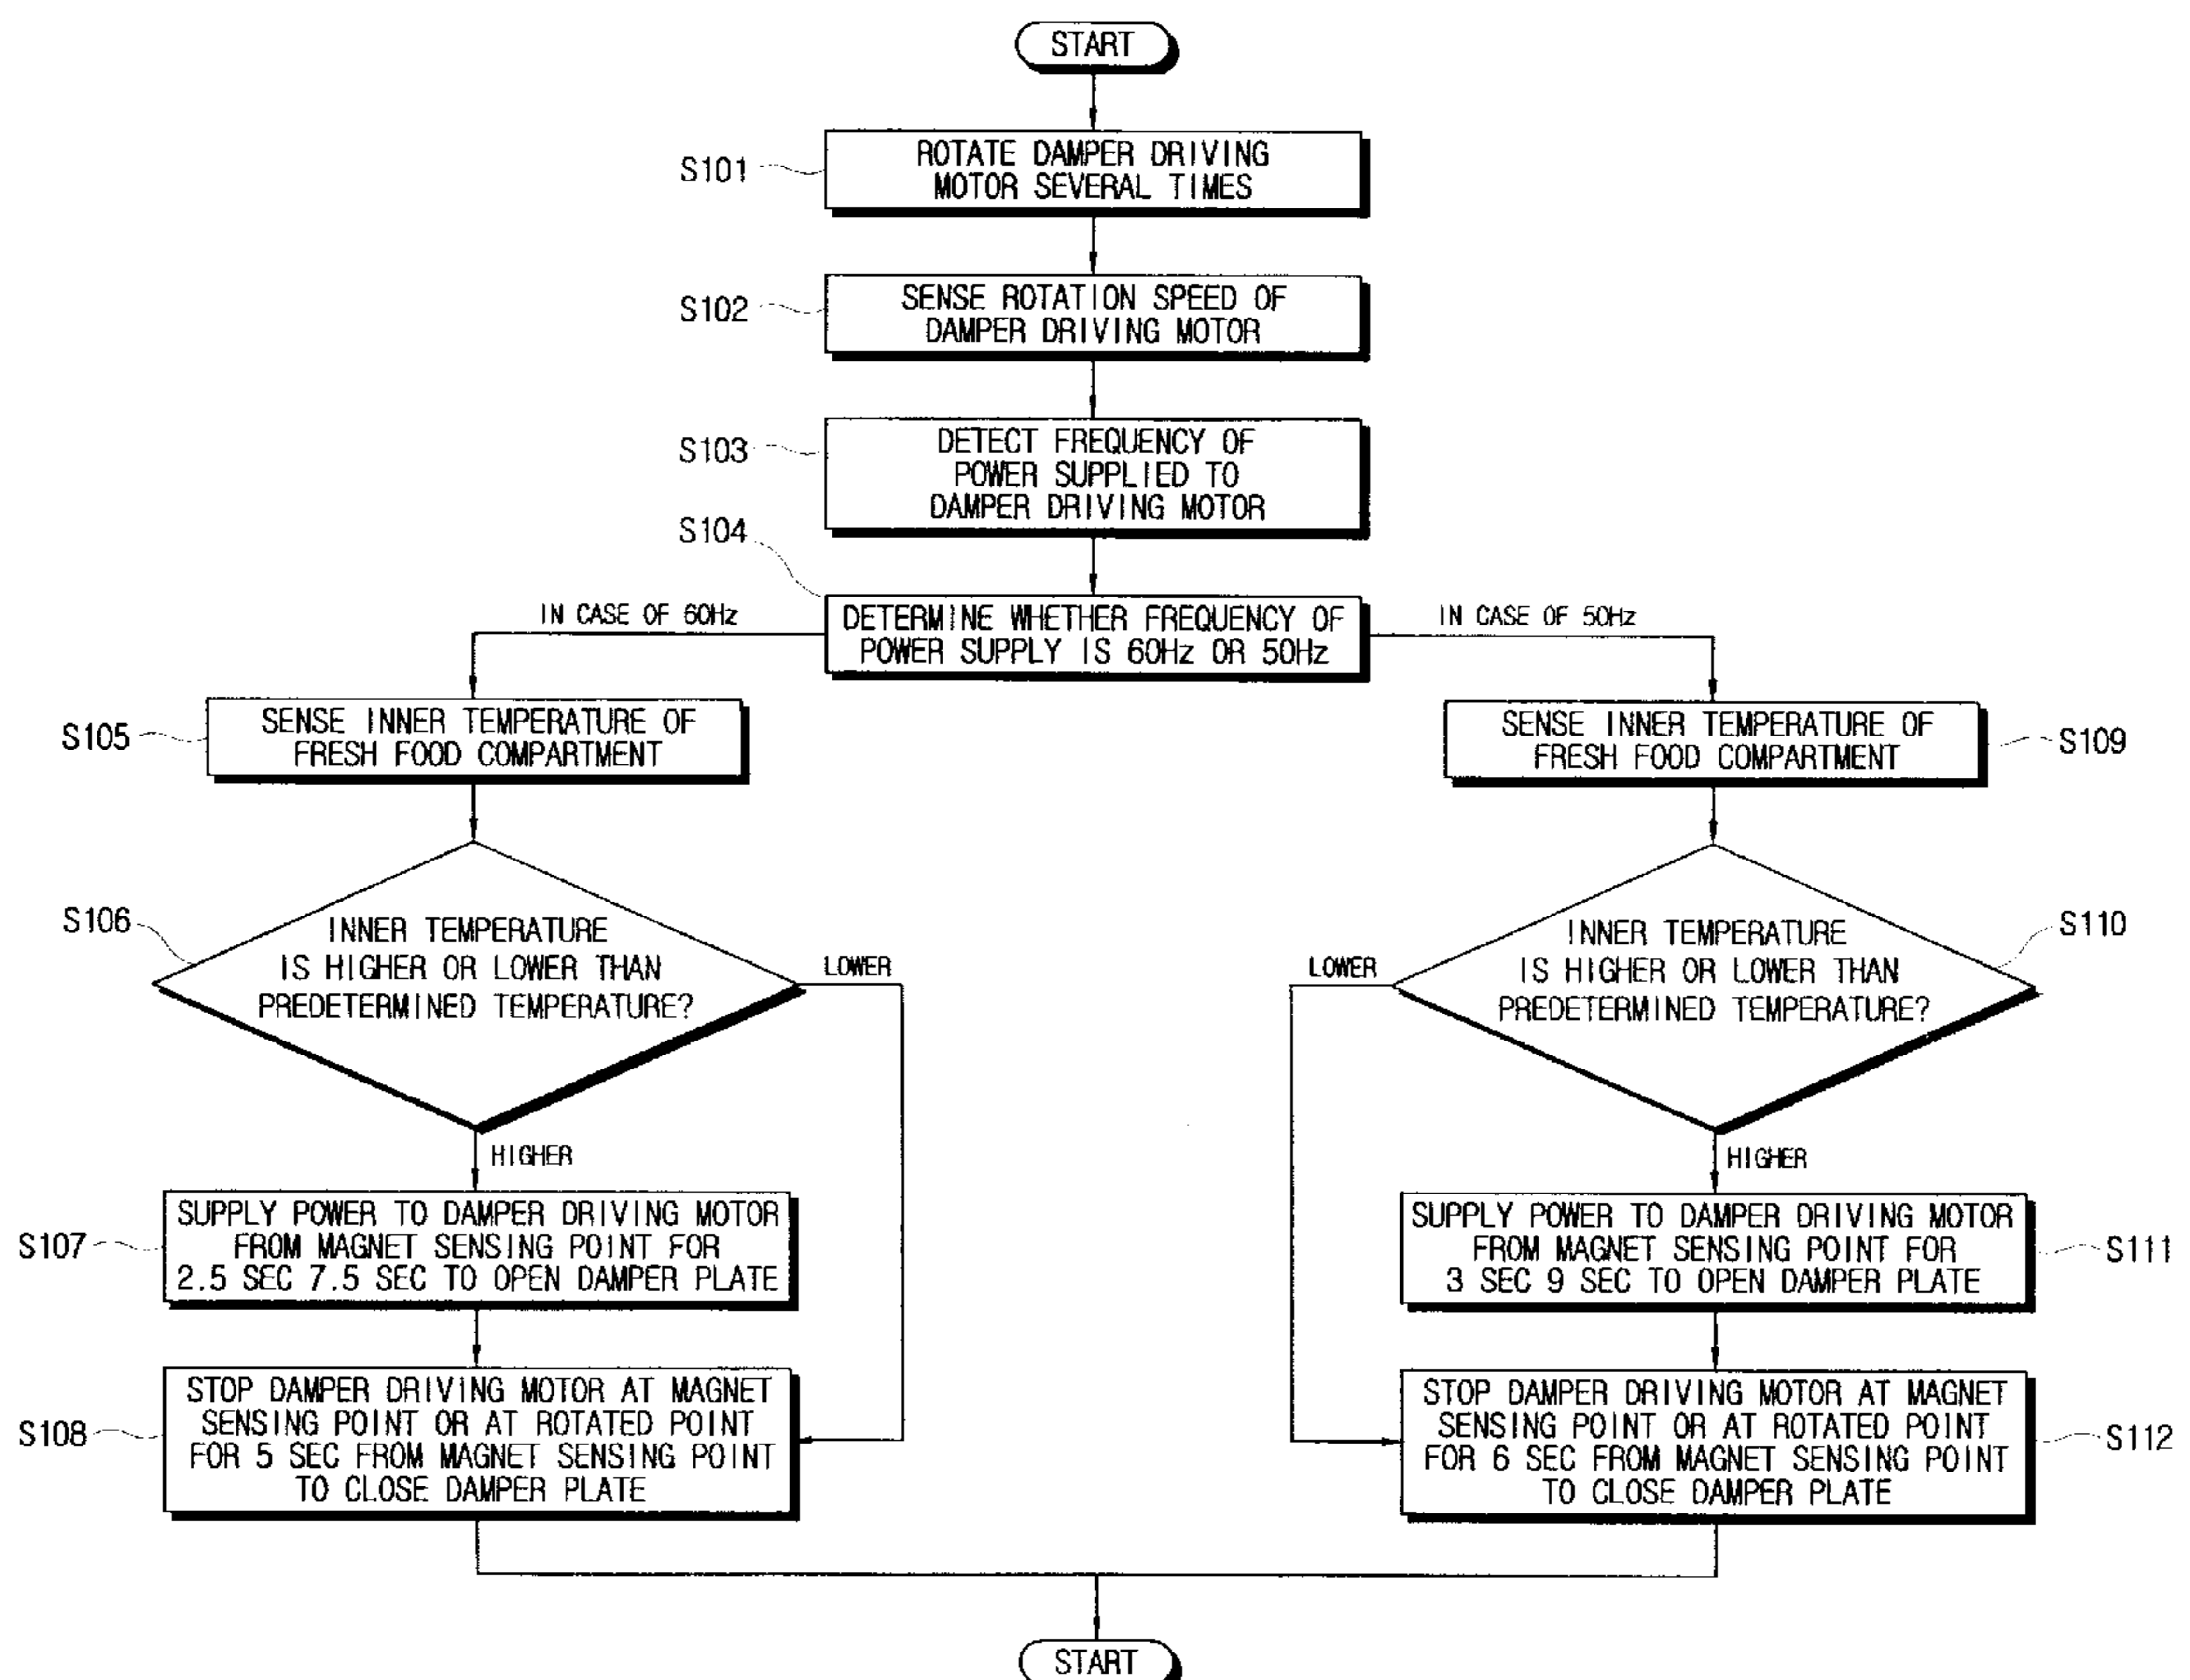 START
S101
ROTATE DAMPER DRIVING
MOTOR SEVERAL TIMES
S102
SENSE ROTATION SPEED OF
DAMPER DRIVING MOTOR
S103
DETECT FREQUENCY OF
POWER SUPPLIED TO
DAMPER DRIVING MOTOR
S104
IN CASE OF 60Hz
DETERMINE WHETHER FREQUENCY OF
POWER SUPPLY IS 60Hz OR 50Hz
IN CASE OF 50Hz
S105
SENSE INNER TEMPERATURE OF
FRESH FOOD COMPARTMENT
SENSE INNER TEMPERATURE OF
FRESH FOOD COMPARTMENT
S109
S106
INNER TEMPERATURE
IS HIGHER OR LOWER THAN
PREDETERMINED TEMPERATURE?
LOWER
LOWER
INNER TEMPERATURE
IS HIGHER OR LOWER THAN
PREDETERMINED TEMPERATURE?
S110
HIGHER
HIGHER
S107
SUPPLY POWER TO DAMPER DRIVING MOTOR
FROM MAGNET SENSING POINT FOR
2.5 SEC 7.5 SEC TO OPEN DAMPER PLATE
SUPPLY POWER TO DAMPER DRIVING MOTOR
FROM MAGNET SENSING POINT FOR
3 SEC 9 SEC TO OPEN DAMPER PLATE
S111
S108
STOP DAMPER DRIVING MOTOR AT MAGNET
SENSING POINT OR AT ROTATED POINT
FOR 5 SEC FROM MAGNET SENSING POINT
TO CLOSE DAMPER PLATE
STOP DAMPER DRIVING MOTOR AT MAGNET
SENSING POINT OR AT ROTATED POINT
FOR 6 SEC FROM MAGNET SENSING POINT
TO CLOSE DAMPER PLATE
S112
START